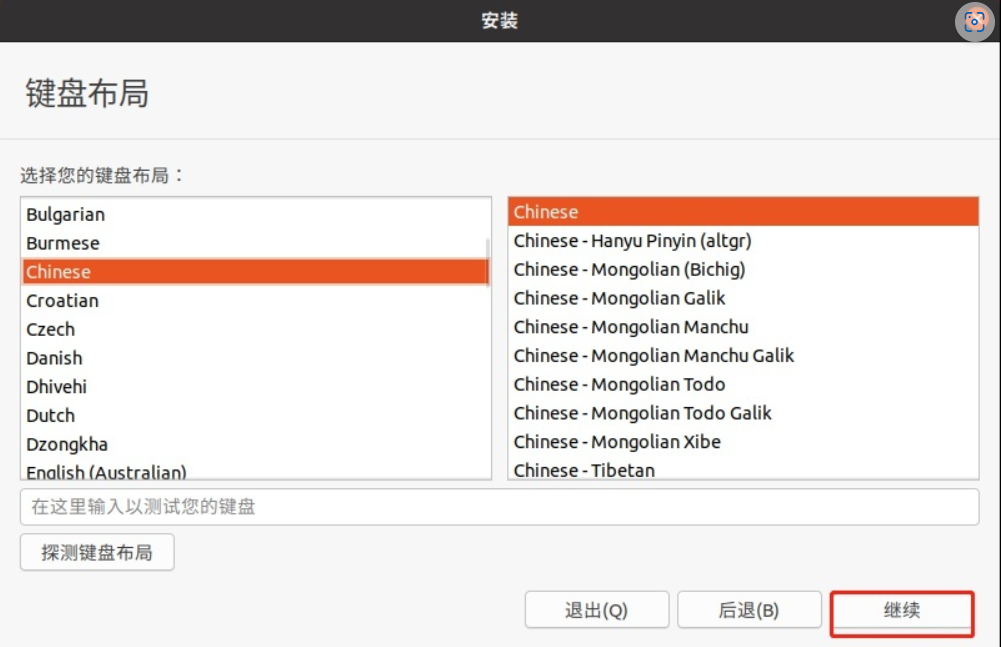 安装
键盘布局
选择您的键盘布局：
Bulgarian
Burmese
Chinese
Croatian
Czech
Danish
Dhivehi
Dutch
Dzongkha
English (Australian)
Chinese
Chinese - Hanyu Pinyin (altgr)
Chinese - Mongolian (Bichig)
Chinese - Mongolian Galik
Chinese - Mongolian Manchu
Chinese - Mongolian Manchu Galik
Chinese - Mongolian Todo
Chinese - Mongolian Todo Galik
Chinese - Mongolian Xibe
Chinese - Tibetan
在这里输入以测试您的键盘
探测键盘布局
退出(Q)
后退(B)
继续